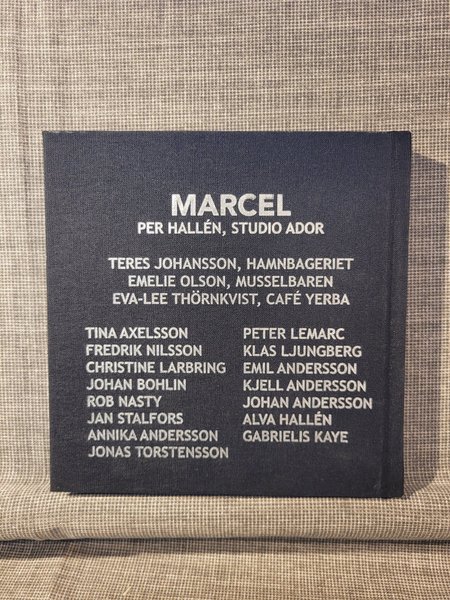 MARCEL
PER HALLÉN, STUDIO ADOR
TERES JOHANSSON, HAMNBAGERIET
EMELIE OLSON, MUSSELBAREN
EVA-LEE THÖRNKVIST, CAFÉ YERBA
TINA AXELSSON
FREDRIK NILSSON
CHRISTINE LARBRING
JOHAN BOHLIN
ROB NASTY
JAN STALFORS
ANNIKA ANDERSSON
JONAS TORSTENSSON
PETER LEMARC
KLAS LJUNGBERG
EMIL ANDERSSON
KJELL ANDERSSON
JOHAN ANDERSSON
ALVA HALLÉN
GABRIELIS KAYE